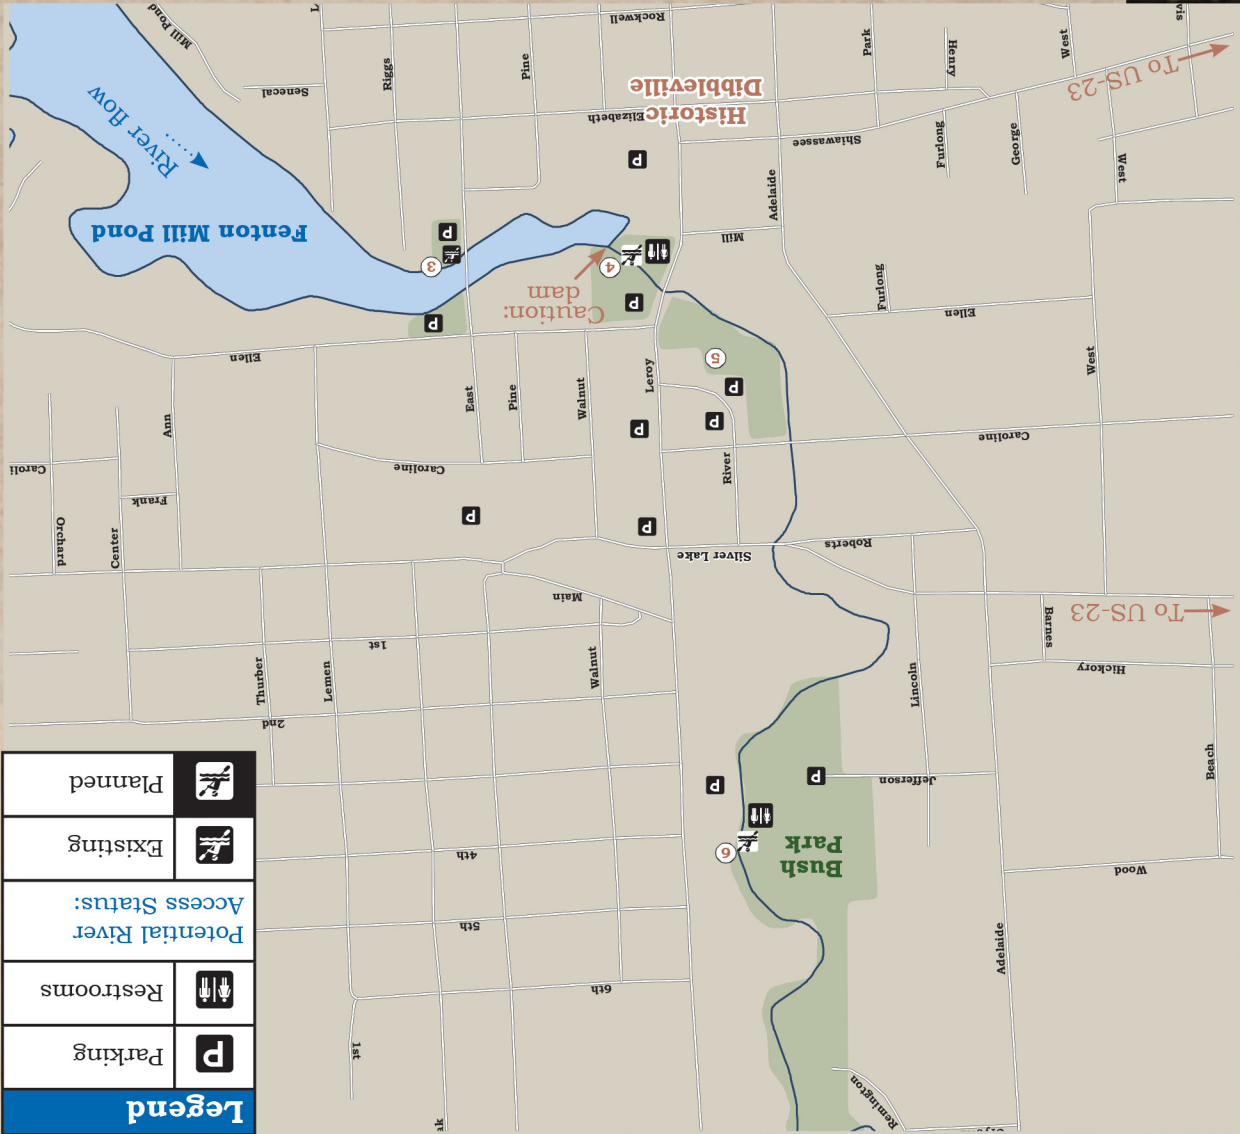 Legend
Parking
Restrooms
Potential River
Access Status:
Existing
Planned
Remington
ak
1st
6th
Adelaide
5th
4th
Wood
Bush
Park
6
Jefferson
Beach
2nd
Lincoln
Thurber
Lemen
Walnut
Hickory
1st
Barnes
To US-23
Main
Silver Lake
Roberts
Center
Orchard
Frank
Caroline
Caroline
Caroli
River
Ann
East
Pine
Walnut
Leroy
West
Ellen
5
Ellen
Caution:
dam
Furlong
3
4
Mill
Fenton Mill Pond
Adelaide
River flow
West
Shiawassee
Furlong
George
Elizabeth
Historic
Dibbleville
Senecal
To US-23
Riggs
Pine
Park
Henry
West
Mill Pond
Rockwell
vis
P
P
P
P
P
P
P
P
P
P
P
P
P